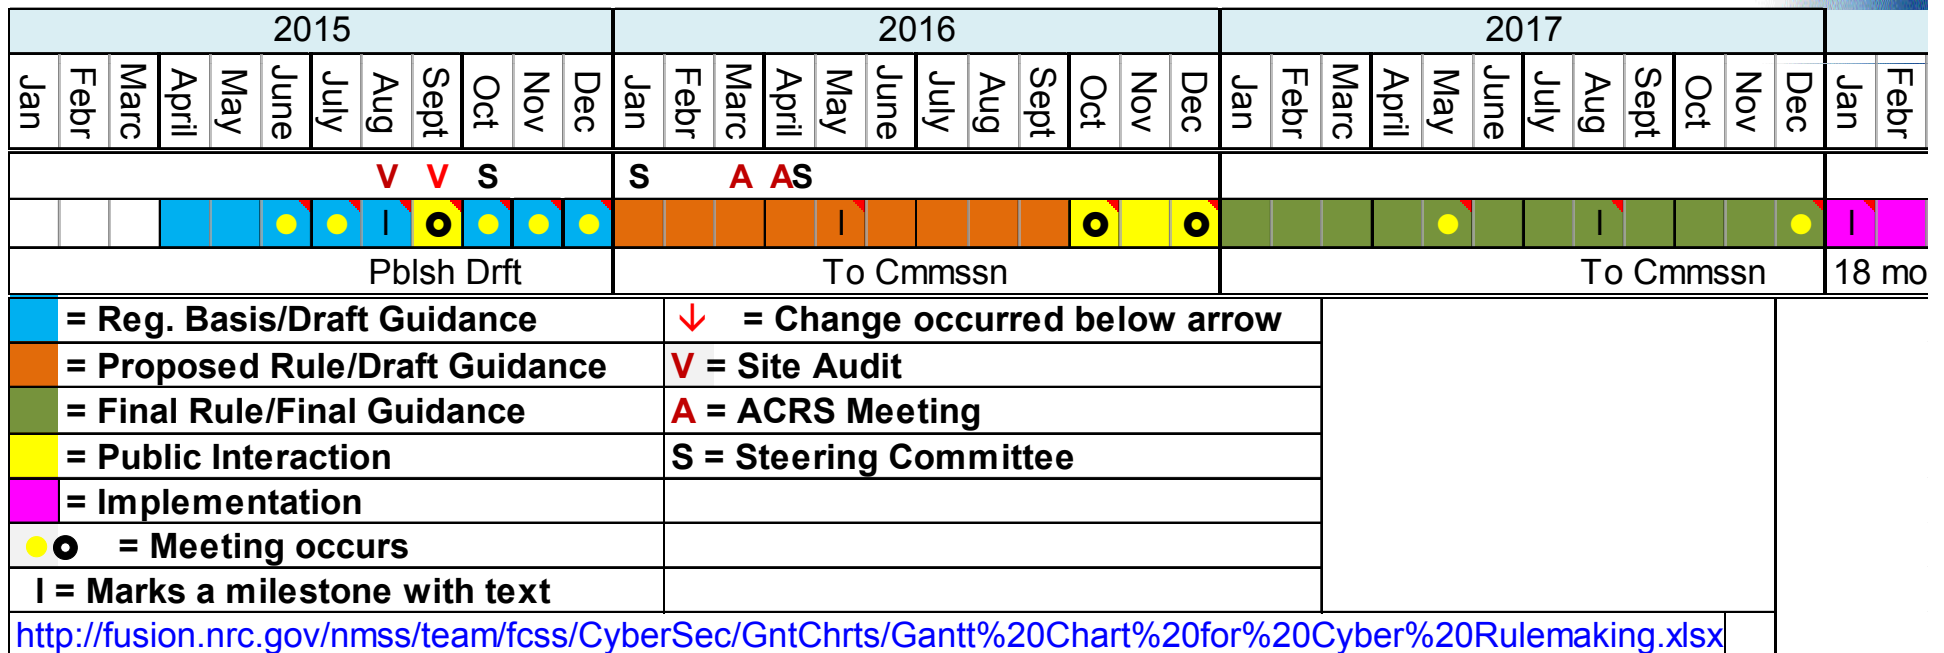 2015 2016 2017
Jan Febr Marc April May June July Aug Sept Oct Nov Dec Jan Febr Marc April May June July Aug Sept Oct Nov Dec Jan Febr Marc April May June July Aug Sept Oct Nov Dec Jan Febr
V V S S A AS
I I I I
Pblsh Drft To Cmmssn To Cmmssn 18 mo
= Reg. Basis/Draft Guidance ↓ = Change occurred below arrow
= Proposed Rule/Draft Guidance V = Site Audit
= Final Rule/Final Guidance A = ACRS Meeting
= Public Interaction S = Steering Committee
= Implementation
= Meeting occurs
I = Marks a milestone with text
http://fusion.nrc.gov/nmss/team/fcss/CyberSec/GntChrts/Gantt%20Chart%20for%20Cyber%20Rulemaking.xlsx